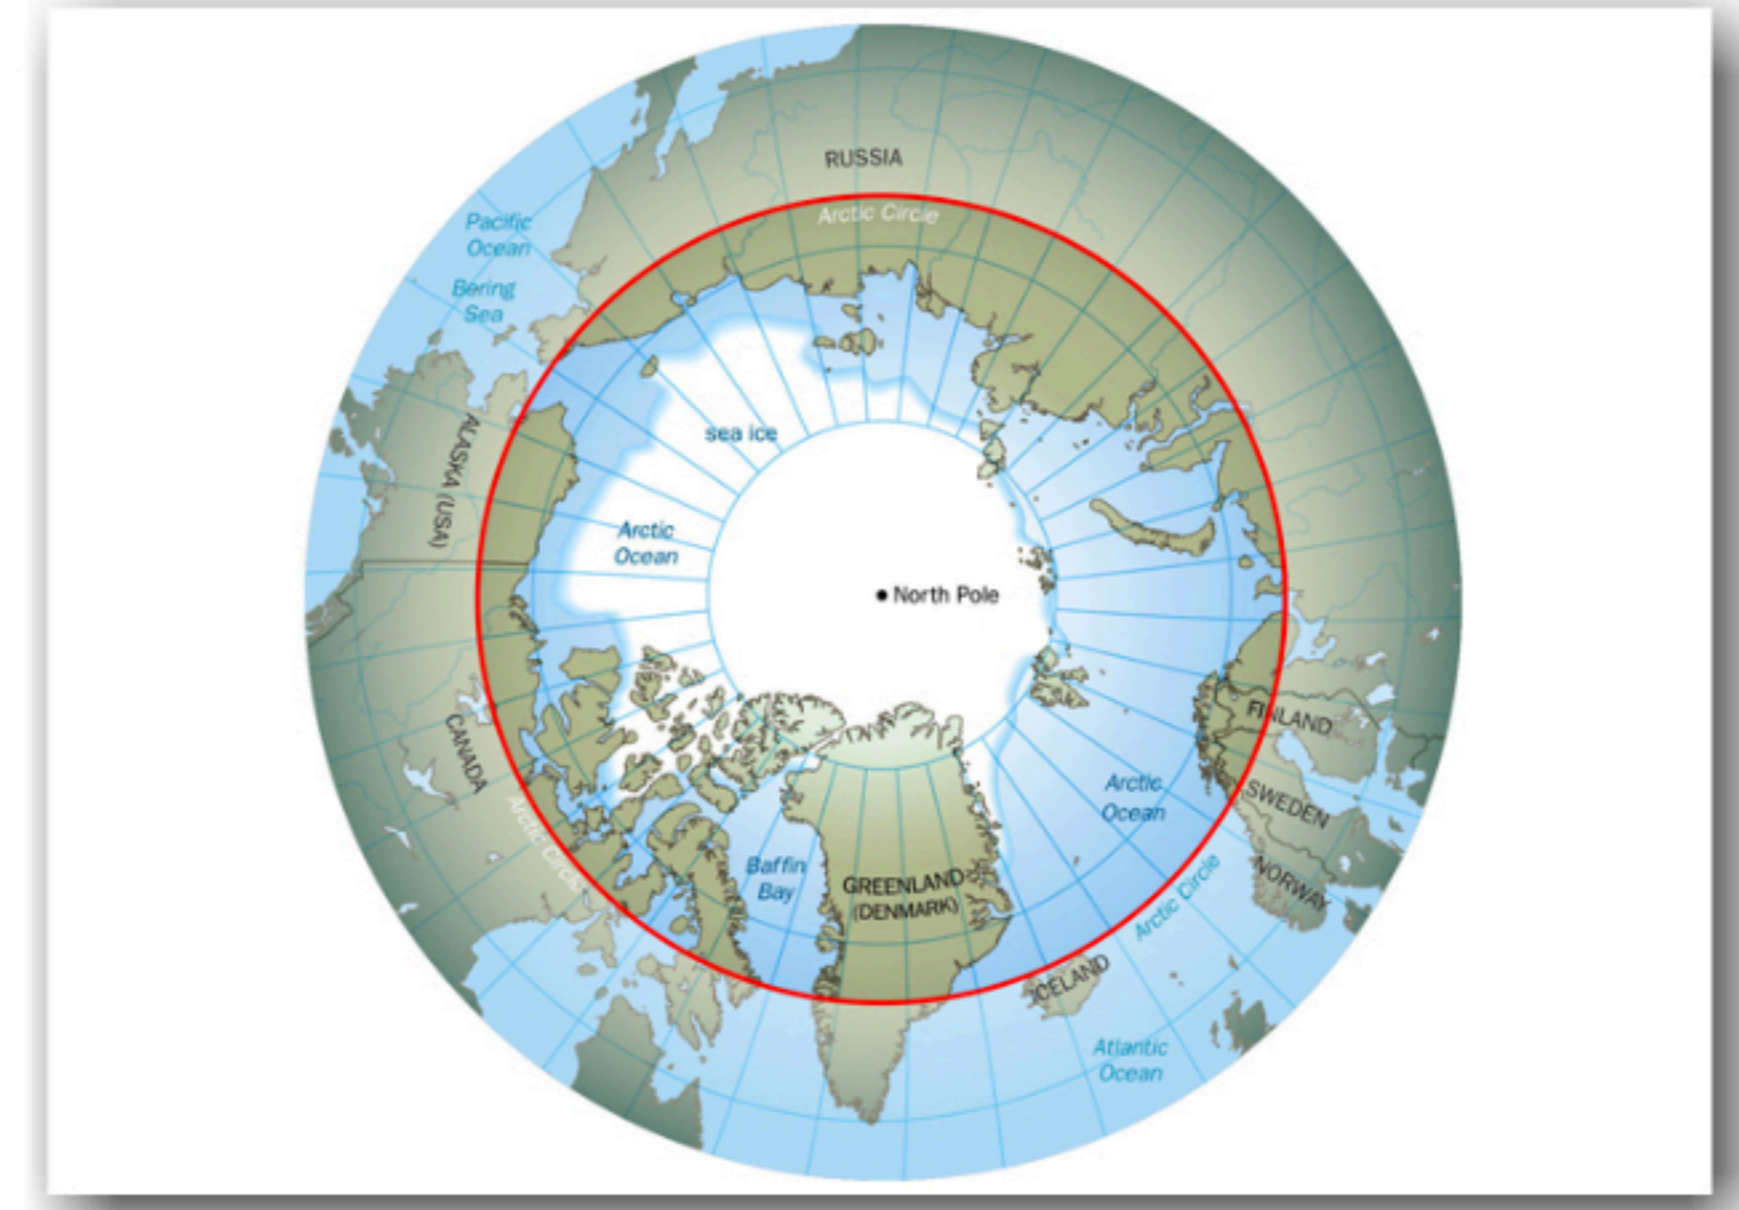 RUSSIA
Arctic Circle
Pacific
Ocean
Bering
Sea
sea ice
ALASKA (USA)
Arctic
Ocean
North Pole
CANADA
Arctic Circle
FINLAND
SWEDEN
NORWAY
Arctic
Ocean
Arctic Circle
Baffin
Bay
GREENLAND
(DENMARK)
ICELAND
Atlantic
Ocean